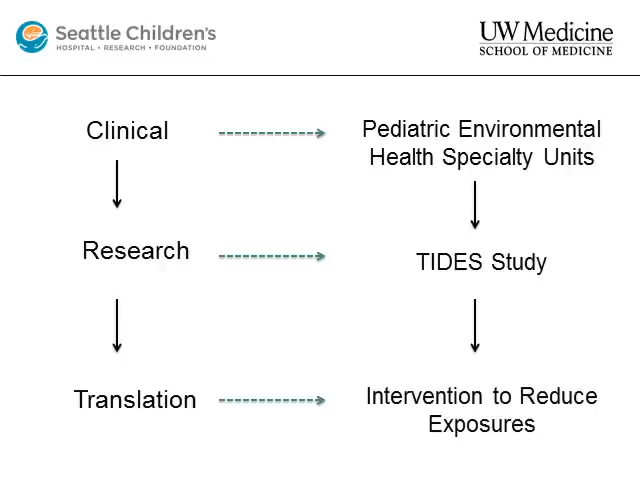 Seattle Children's
HOSPITAL • RESEARCH • FOUNDATION
UW Medicine
SCHOOL OF MEDICINE
Clinical
Pediatric Environmental
Health Specialty Units
Research
TIDES Study
Translation
Intervention to Reduce
Exposures